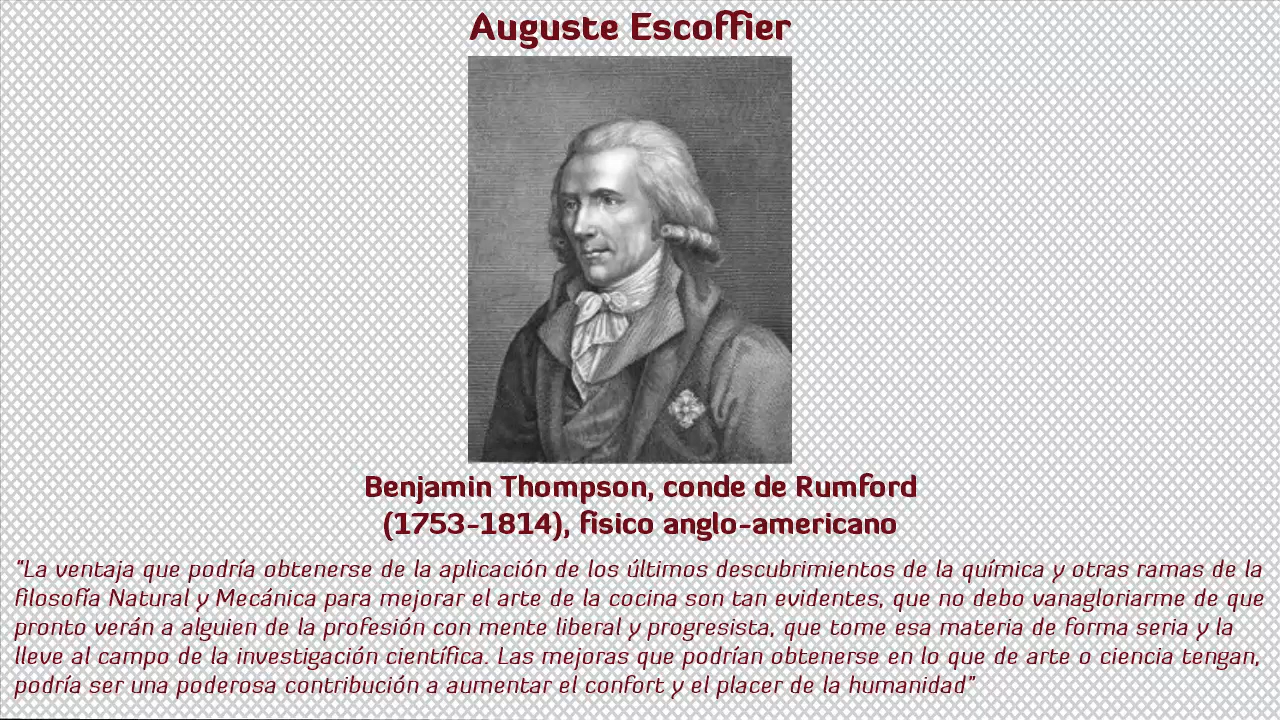 Auguste Escoffier
Benjamin Thompson, conde de Rumford
(1753-1814), fisico anglo-americano
"La ventaja que podría obtenerse de la aplicación de los últimos descubrimientos de la química y otras ramas de la
filosofía Natural y Mecánica para mejorar el arte de la cocina son tan evidentes, que no debo vanagloriarme de que
pronto verán a alguien de la profesión con mente liberal y progresista, que tome esa materia de forma seria y la
lleve al campo de la investigación científica. Las mejoras que podrían obtenerse en lo que de arte o ciencia tengan,
podría ser una poderosa contribución a aumentar el confort y el placer de la humanidad"